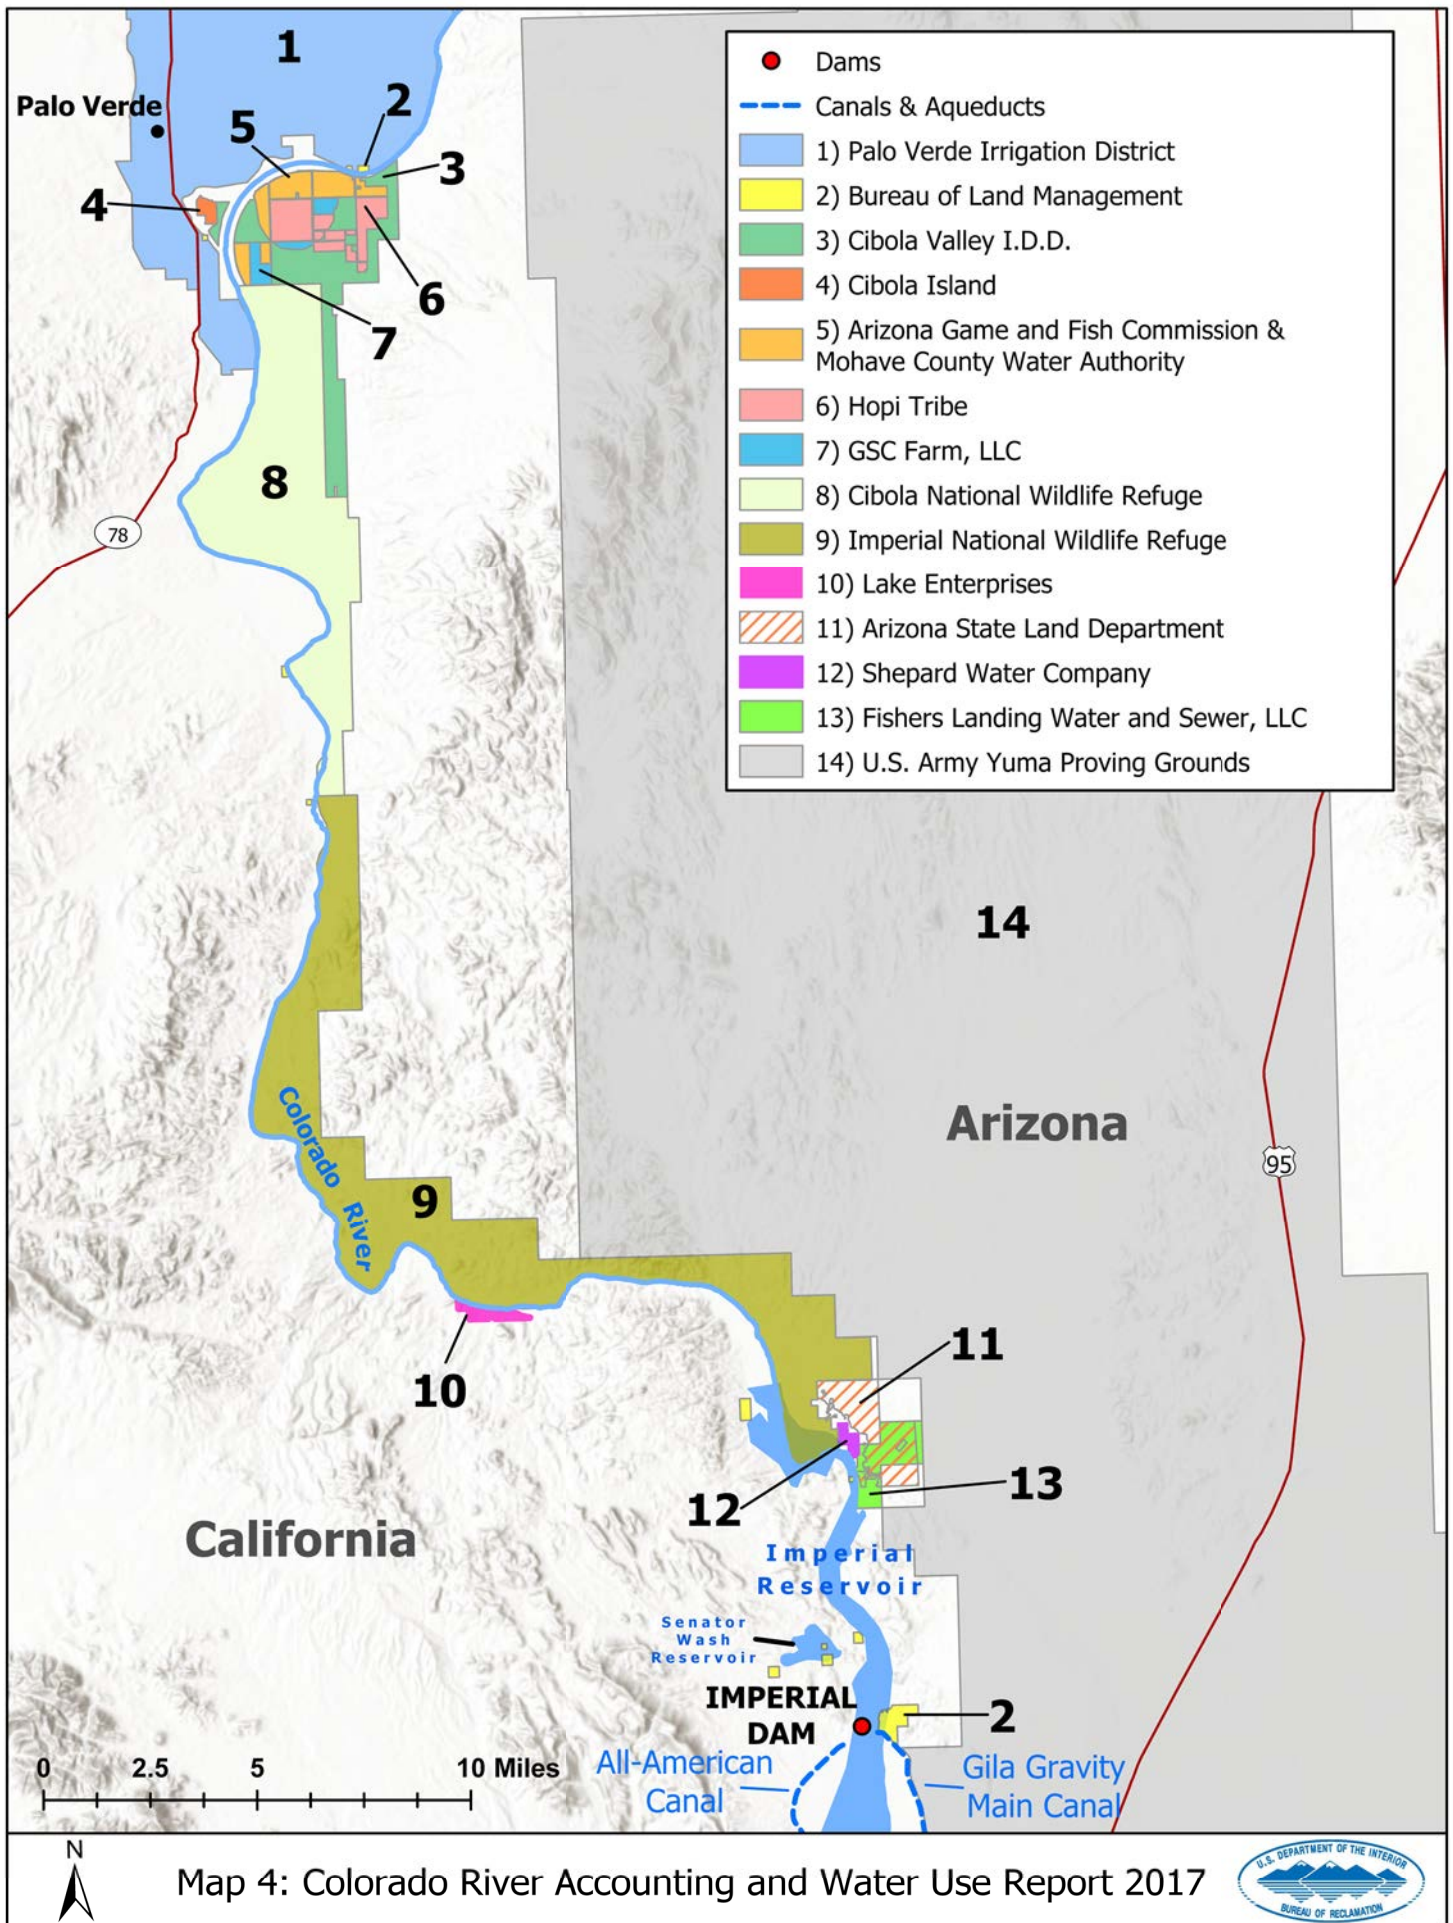 1
Palo Verde
2
5
3
4
6
7
8
78
Dams
Canals & Aqueducts
1) Palo Verde Irrigation District
2) Bureau of Land Management
3) Cibola Valley I.D.D.
4) Cibola Island
5) Arizona Game and Fish Commission &
Mohave County Water Authority
6) Hopi Tribe
7) GSC Farm, LLC
8) Cibola National Wildlife Refuge
9) Imperial National Wildlife Refuge
10) Lake Enterprises
11) Arizona State Land Department
12) Shepard Water Company
13) Fishers Landing Water and Sewer, LLC
14) U.S. Army Yuma Proving Grounds
14
Arizona
95
Colorado River
9
10
11
12
13
California
Imperial
Reservoir
Senator
Wash
Reservoir
IMPERIAL
DAM
2
All-American
Canal
Gila Gravity
Main Canal
0 2.5 5 10 Miles
N
Map 4: Colorado River Accounting and Water Use Report 2017
U.S. DEPARTMENT OF THE INTERIOR
BUREAU OF RECLAMATION